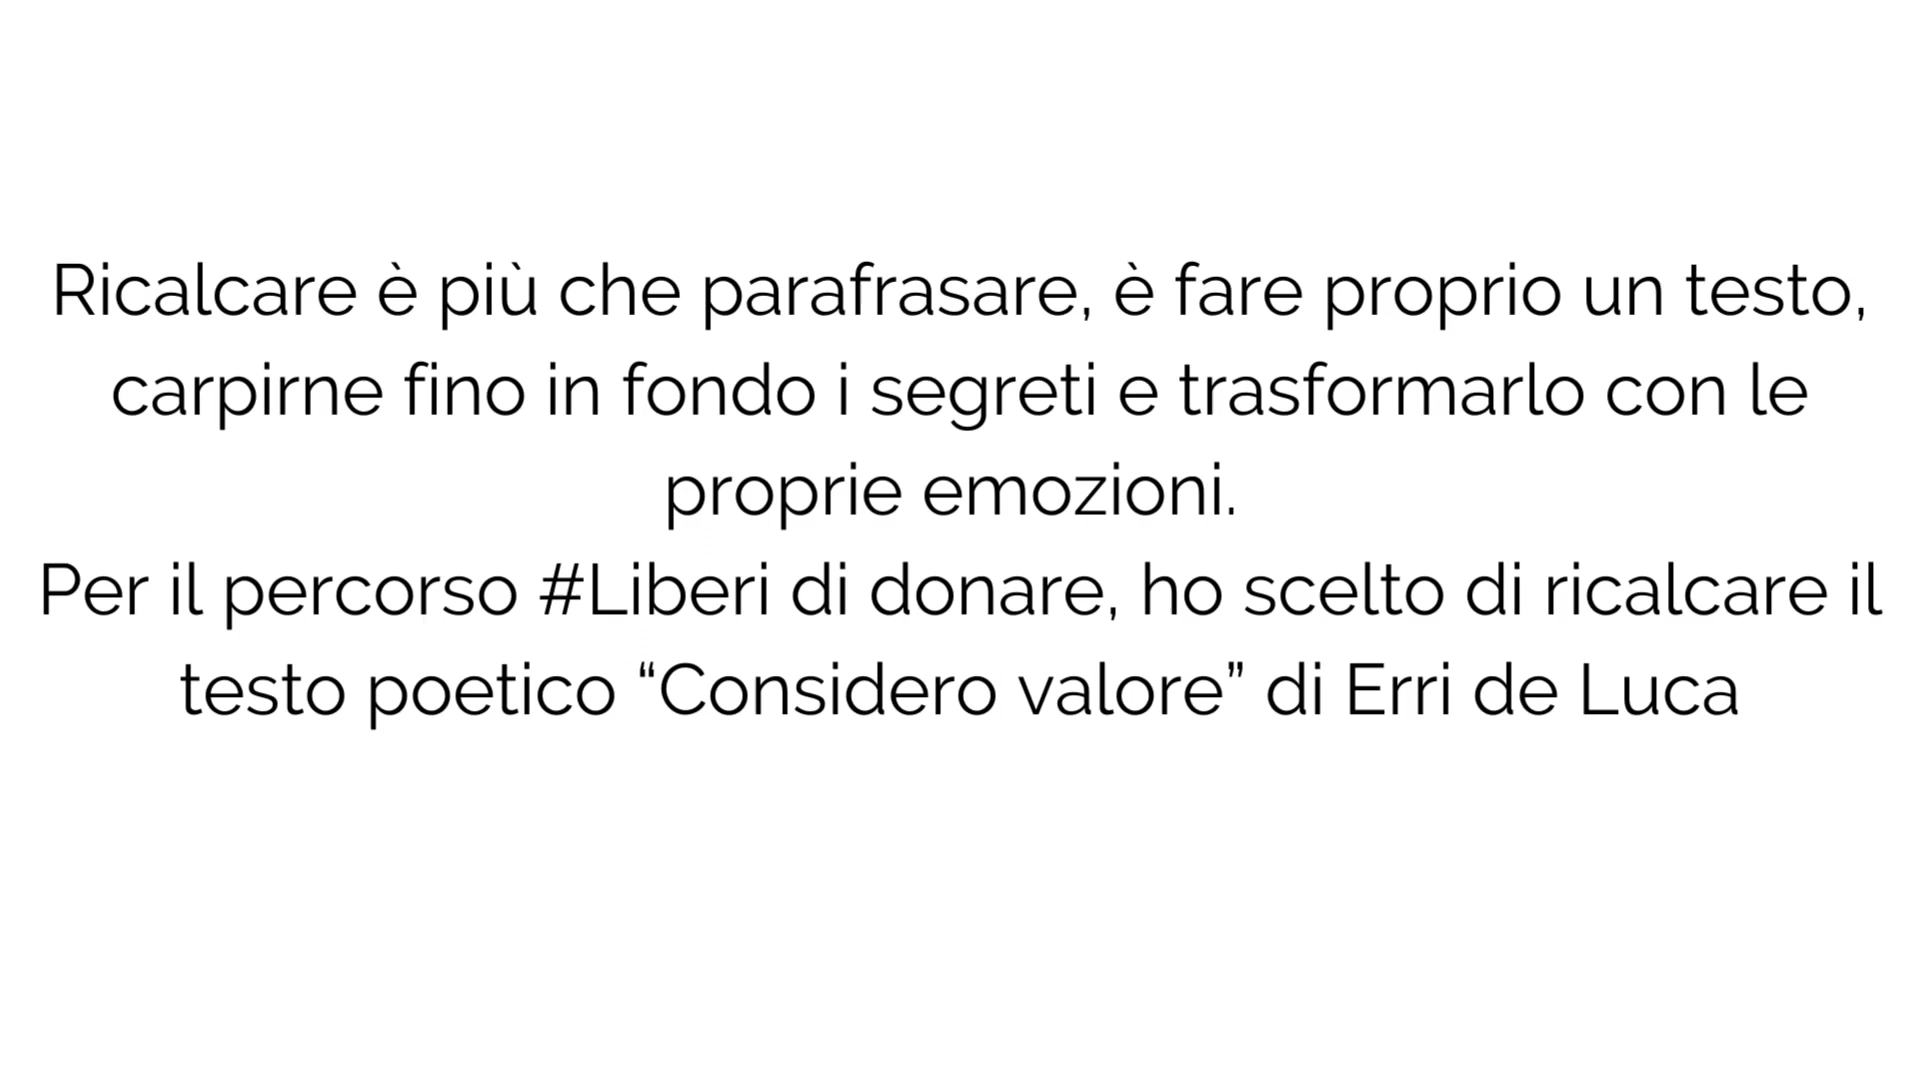 Ricalcare è più che parafrasare, è fare proprio un testo,
carpirne fino in fondo i segreti e trasformarlo con le
proprie emozioni.
Per il percorso #Liberi di donare, ho scelto di ricalcare il
testo poetico “Considero valore” di Erri de Luca